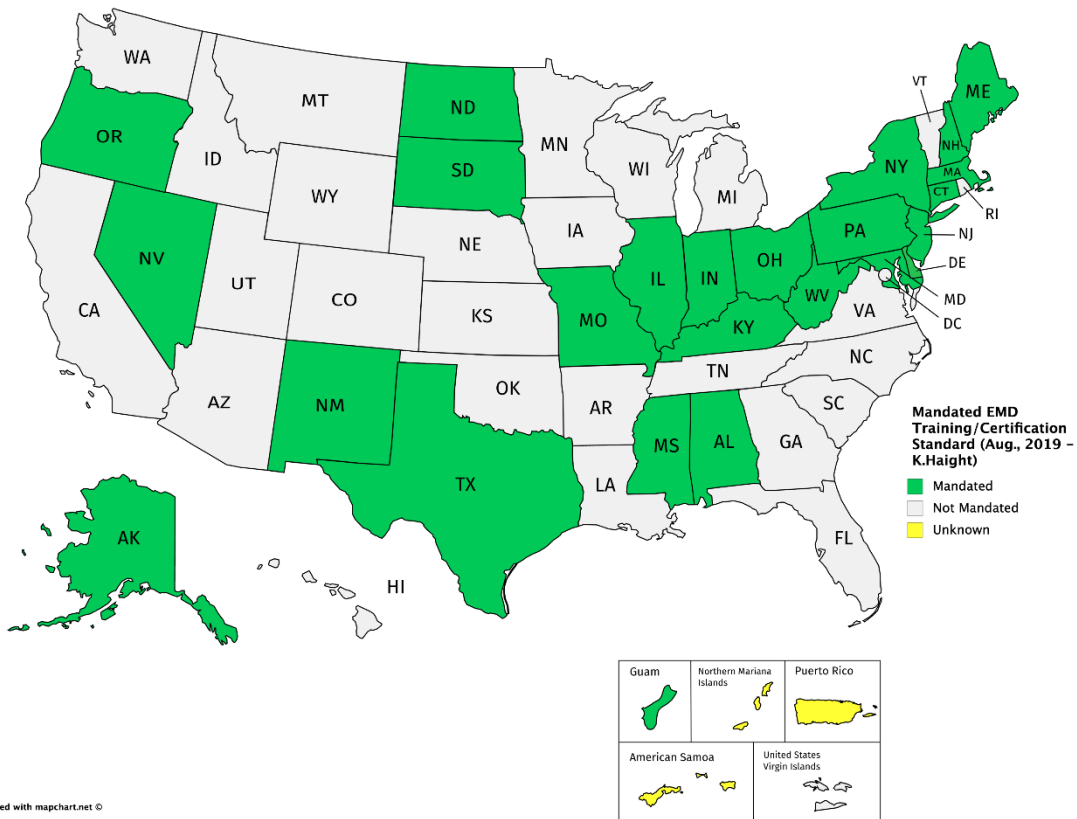 WA
MT
ND
MN
VT
ME
OR
ID
SD
WI
MI
NY
NH
MA
CT
RI
WY
IA
PA
NJ
NV
NE
IL
IN
OH
DE
UT
CO
WV
MD
CA
KS
MO
KY
VA
DC
AZ
NM
OK
TN
NC
AR
SC
MS
AL
GA
TX
LA
FL
AK
HI
Mandated EMD
Training/Certification
Standard (Aug., 2019 –
K.Haight)
Mandated
Not Mandated
Unknown
Guam
Northern Mariana
Islands
Puerto Rico
American Samoa
United States
Virgin Islands
ed with mapchart.net ©